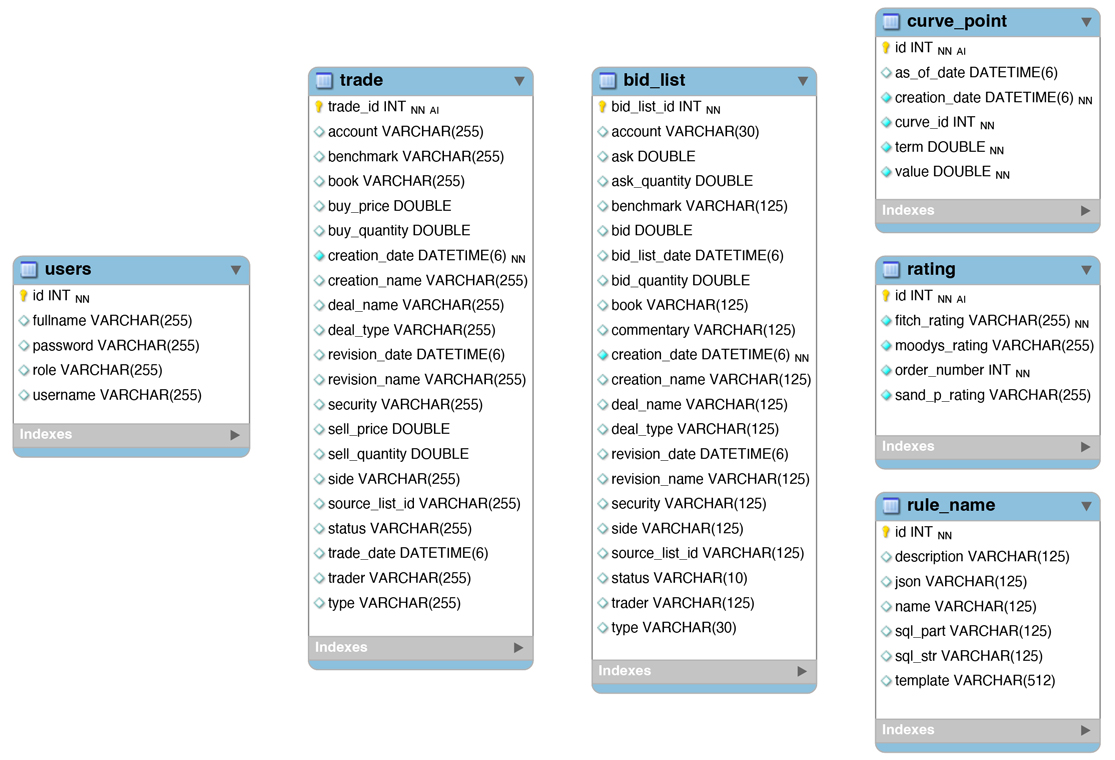 users
id INT NN
fullname VARCHAR(255)
password VARCHAR(255)
role VARCHAR(255)
username VARCHAR(255)
Indexes
trade
trade_id INT NN AI
account VARCHAR(255)
benchmark VARCHAR(255)
book VARCHAR(255)
buy_price DOUBLE
buy_quantity DOUBLE
creation_date DATETIME(6) NN
creation_name VARCHAR(255)
deal_name VARCHAR(255)
deal_type VARCHAR(255)
revision_date DATETIME(6)
revision_name VARCHAR(255)
security VARCHAR(255)
sell_price DOUBLE
sell_quantity DOUBLE
side VARCHAR(255)
source_list_id VARCHAR(255)
status VARCHAR(255)
trade_date DATETIME(6)
trader VARCHAR(255)
type VARCHAR(255)
Indexes
bid_list
bid_list_id INT NN
account VARCHAR(30)
ask DOUBLE
ask_quantity DOUBLE
benchmark VARCHAR(125)
bid DOUBLE
bid_list_date DATETIME(6)
bid_quantity DOUBLE
book VARCHAR(125)
commentary VARCHAR(125)
creation_date DATETIME(6) NN
creation_name VARCHAR(125)
deal_name VARCHAR(125)
deal_type VARCHAR(125)
revision_date DATETIME(6)
revision_name VARCHAR(125)
security VARCHAR(125)
side VARCHAR(125)
source_list_id VARCHAR(125)
status VARCHAR(10)
trader VARCHAR(125)
type VARCHAR(30)
Indexes
curve_point
id INT NN AI
as_of_date DATETIME(6)
creation_date DATETIME(6) NN
curve_id INT NN
term DOUBLE NN
value DOUBLE NN
Indexes
rating
id INT NN AI
fitch_rating VARCHAR(255) NN
moodys_rating VARCHAR(255)
order_number INT NN
sand_p_rating VARCHAR(255)
Indexes
rule_name
id INT NN
description VARCHAR(125)
json VARCHAR(125)
name VARCHAR(125)
sql_part VARCHAR(125)
sql_str VARCHAR(125)
template VARCHAR(512)
Indexes